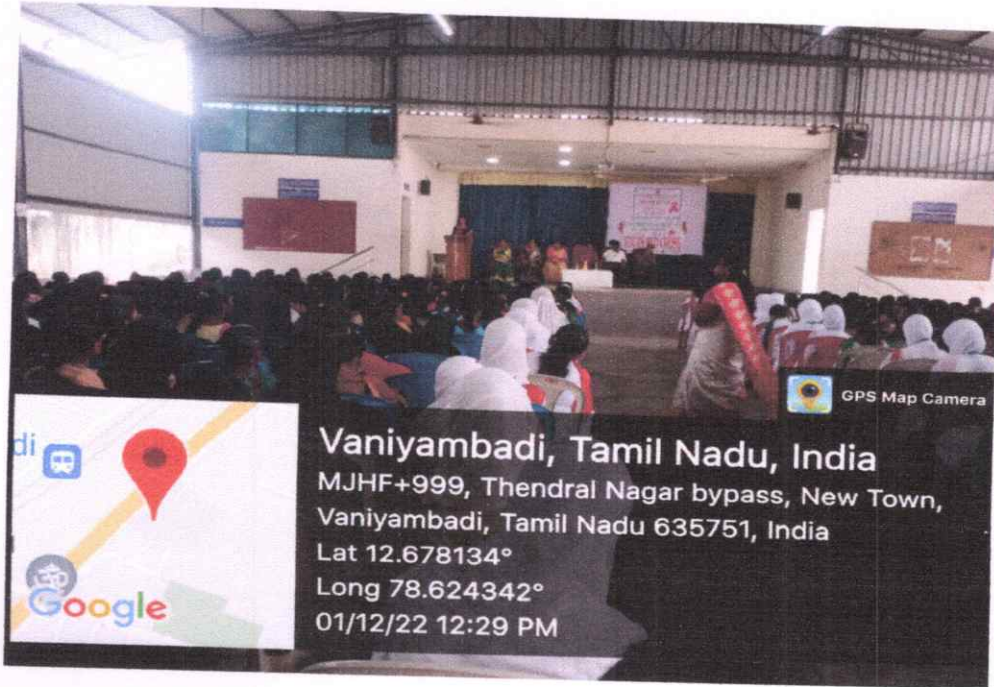 GPS Map Camera
di
Google
Vaniyambadi, Tamil Nadu, India
MJHF+999, Thendral Nagar bypass, New Town,
Vaniyambadi, Tamil Nadu 635751, India
Lat 12.678134°
Long 78.624342°
01/12/22 12:29 PM